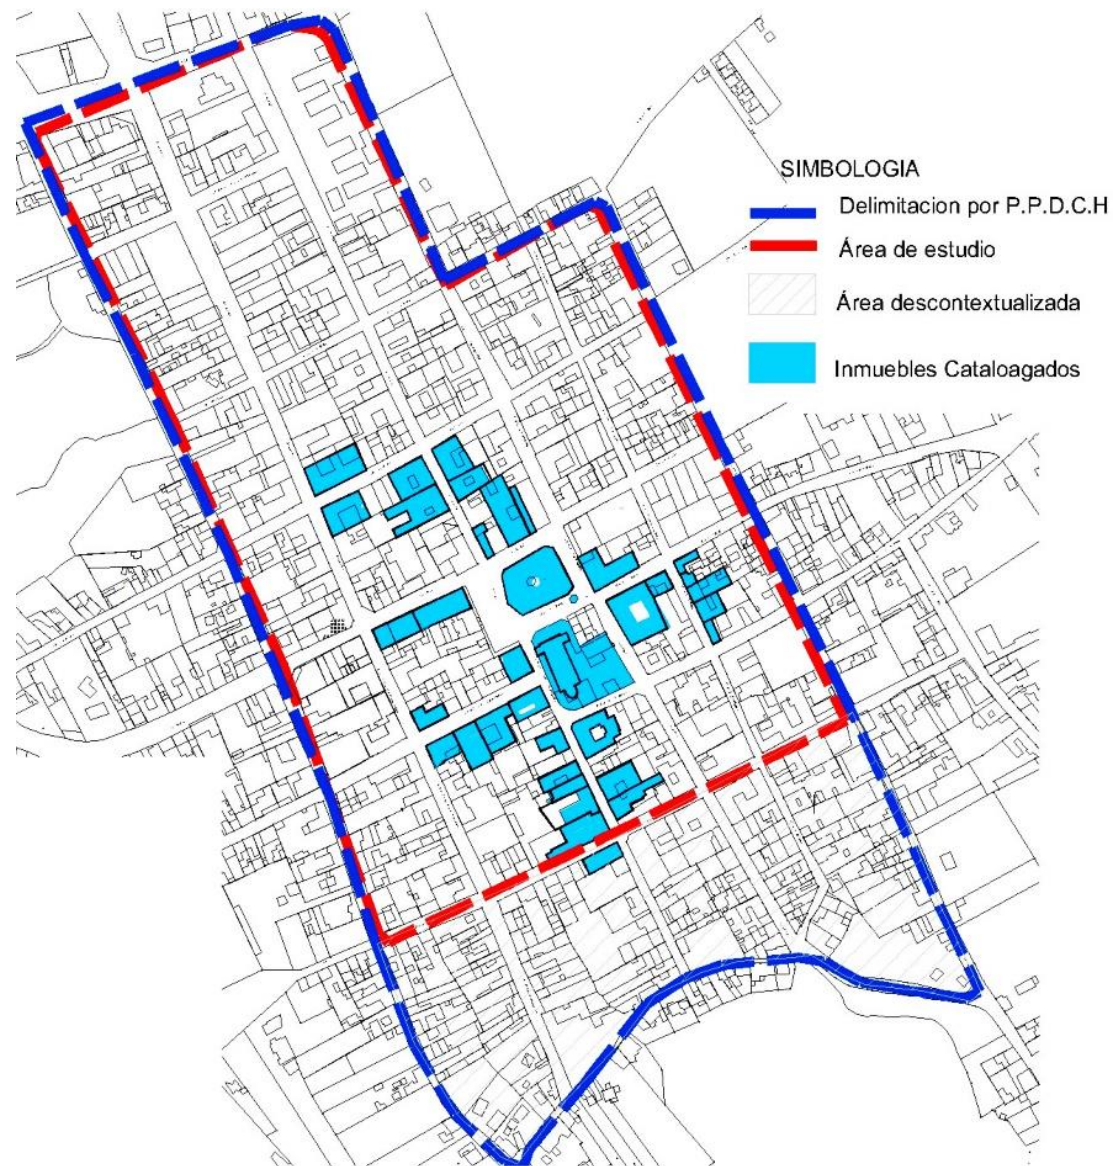 SIMBOLOGIA
Delimitacion por P.P.D.C.H
Área de estudio
Área descontextualizada
Inmuebles Cataloagados